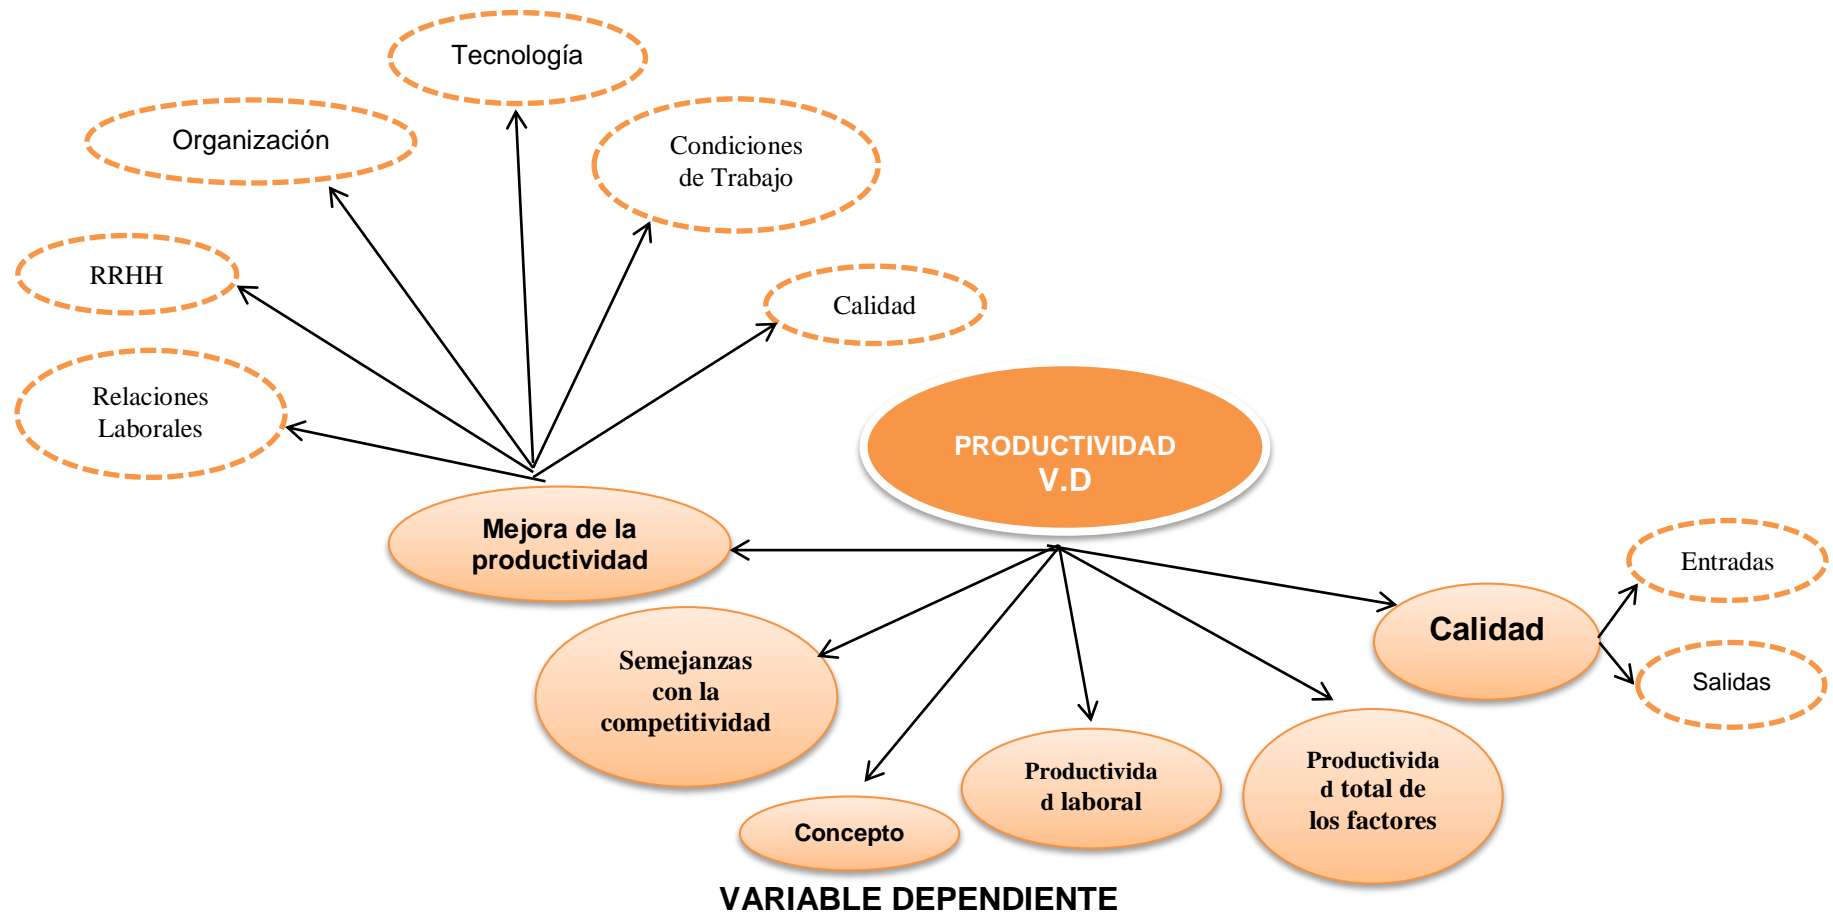 Tecnología
Organización
Condiciones
de Trabajo
RRHH
Calidad
Relaciones
Laborales
PRODUCTIVIDAD
V.D
Mejora de la
productividad
Entradas
Calidad
Salidas
Semejanzas
con la
competitividad
Productivida
d laboral
Productivida
d total de
los factores
Concepto
VARIABLE DEPENDIENTE